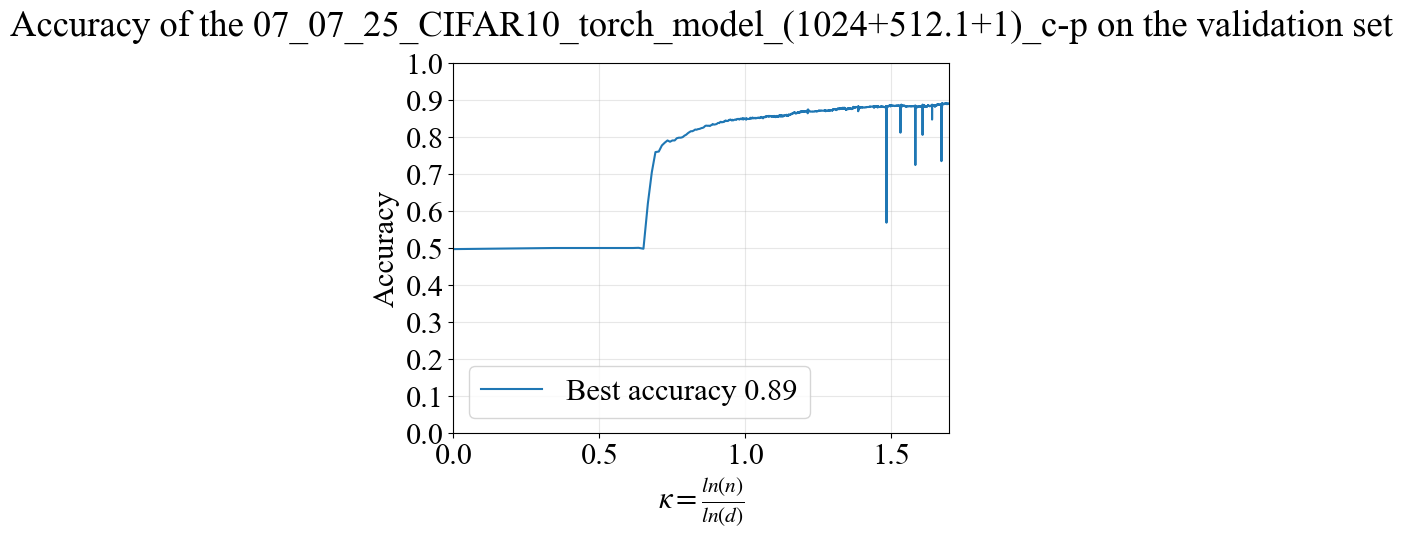 Accuracy of the 07_07_25_CIFAR10_torch_model_(1024+512.1+1)_c-p on the validation set
1.0
0.9
0.8
0.7
0.6
0.5
0.4
0.3
0.2
0.1
0.0
Accuracy
Best accuracy 0.89
0.0 0.5 1.0 1.5
κ = ln(n)/ln(d)